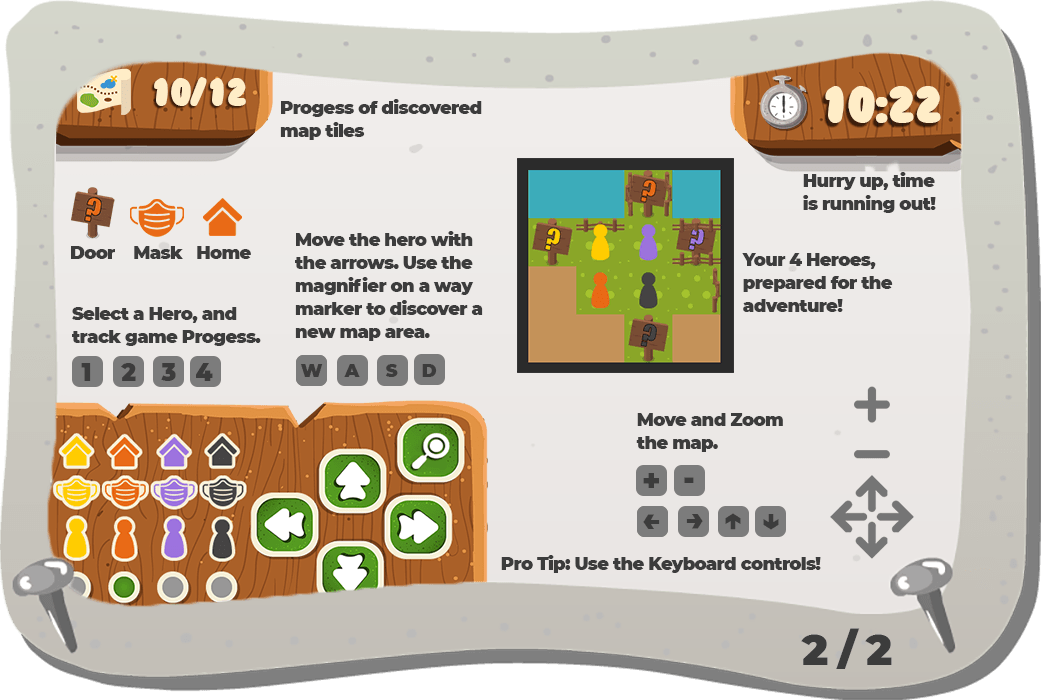 10/12
Progess of discovered
map tiles
10:22
Hurry up, time
is running out!
?
?
?
?
Door
Mask
Home
?
Move the hero with
the arrows. Use the
magnifier on a way
marker to discover a
new map area.
Your 4 Heroes,
prepared for the
adventure!
Select a Hero, and
track game Progess.
1 2 3 4
W A S D
Move and Zoom
the map.
+ -
← → ↑ ↓
+
−
Pro Tip: Use the Keyboard controls!
2/2